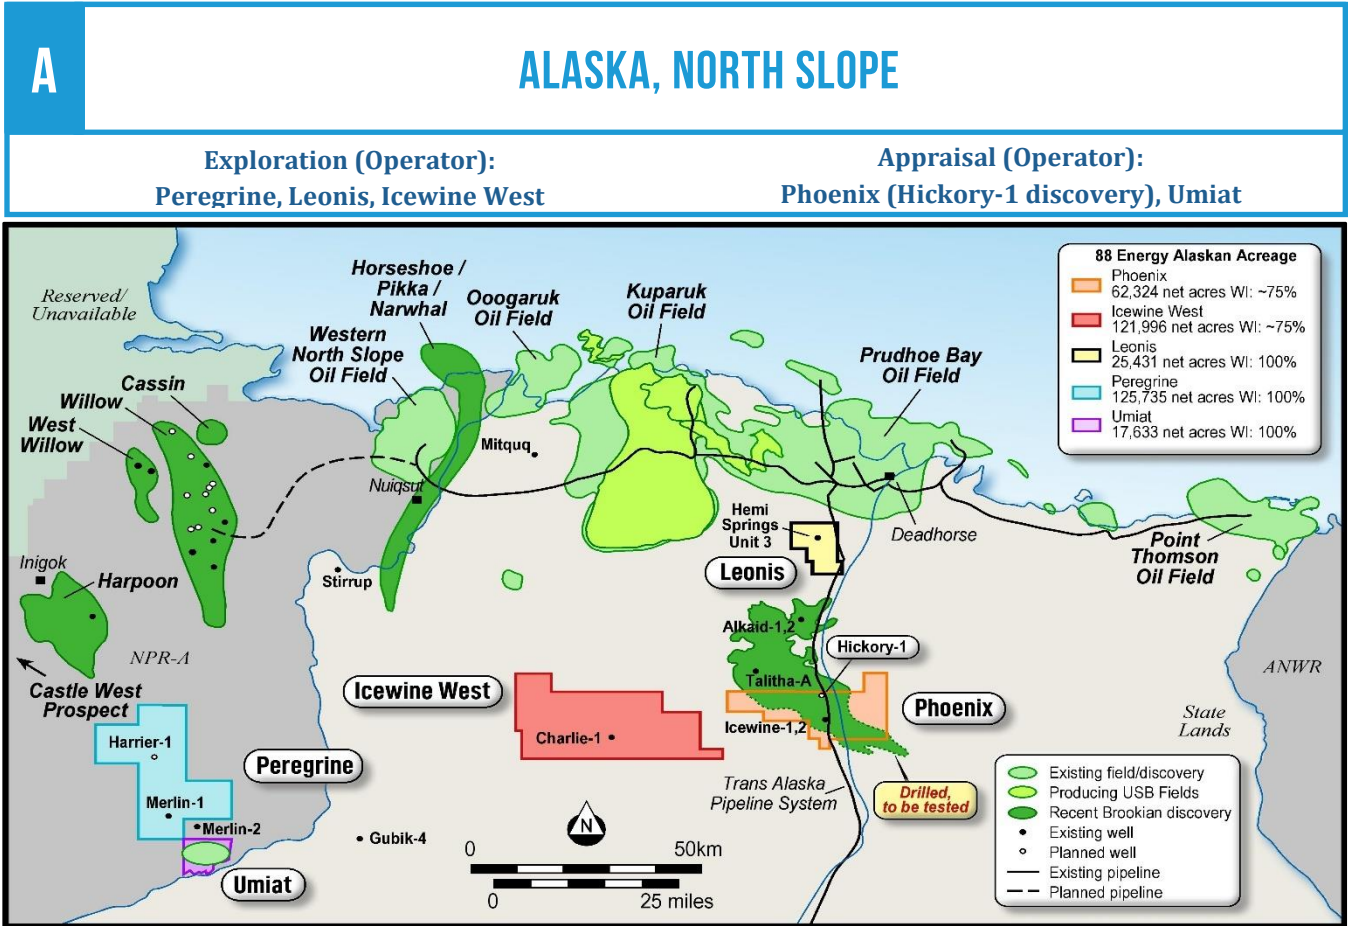 A
ALASKA, NORTH SLOPE
Exploration (Operator):
Peregrine, Leonis, Icewine West
Appraisal (Operator):
Phoenix (Hickory-1 discovery), Umiat
Reserved/
Unavailable
Horseshoe /
Pikka /
Narwhal
Ooogaruk
Oil Field
Kuparuk
Oil Field
Western
North Slope
Oil Field
Prudhoe Bay
Oil Field
88 Energy Alaskan Acreage
Phoenix
62,324 net acres WI: ~75%
Icewine West
121,996 net acres WI: ~75%
Leonis
25,431 net acres WI: 100%
Peregrine
125,735 net acres WI: 100%
Umiat
17,633 net acres WI: 100%
Cassin
Willow
West
Willow
Mitquq
Nuiqsut
Hemi
Springs
Unit 3
Deadhorse
Point
Thomson
Oil Field
Inigok
Harpoon
Stirrup
Leonis
NPR-A
Castle West
Prospect
Alkaid-1,2
Hickory-1
Talitha-A
Icewine-1,2
Phoenix
ANWR
State
Lands
Icewine West
Charlie-1
Harrier-1
Peregrine
Merlin-1
Merlin-2
Umiat
Gubik-4
Trans Alaska
Pipeline System
Drilled,
to be tested
N
0 50km
0 25 miles
Existing field/discovery
Producing USB Fields
Recent Brookian discovery
Existing well
Planned well
Existing pipeline
Planned pipeline